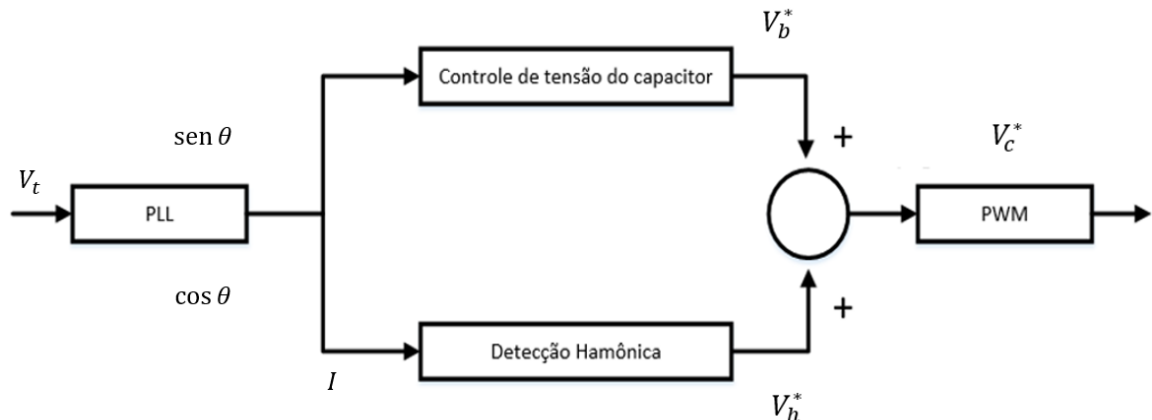 V_b^*
Controle de tensão do capacitor
sen θ
+
V_c^*
V_t
PLL
PWM
cos θ
+
Detecção Hamônica
I
V_h^*